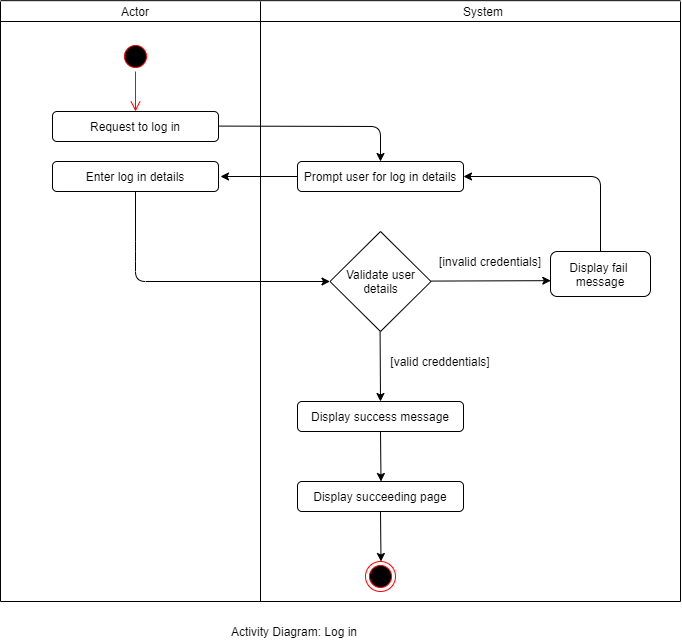 Actor
System
Request to log in
Enter log in details
Prompt user for log in details
Validate user
details
[invalid credentials]
Display fail
message
[valid creddentials]
Display success message
Display succeeding page
Activity Diagram: Log in